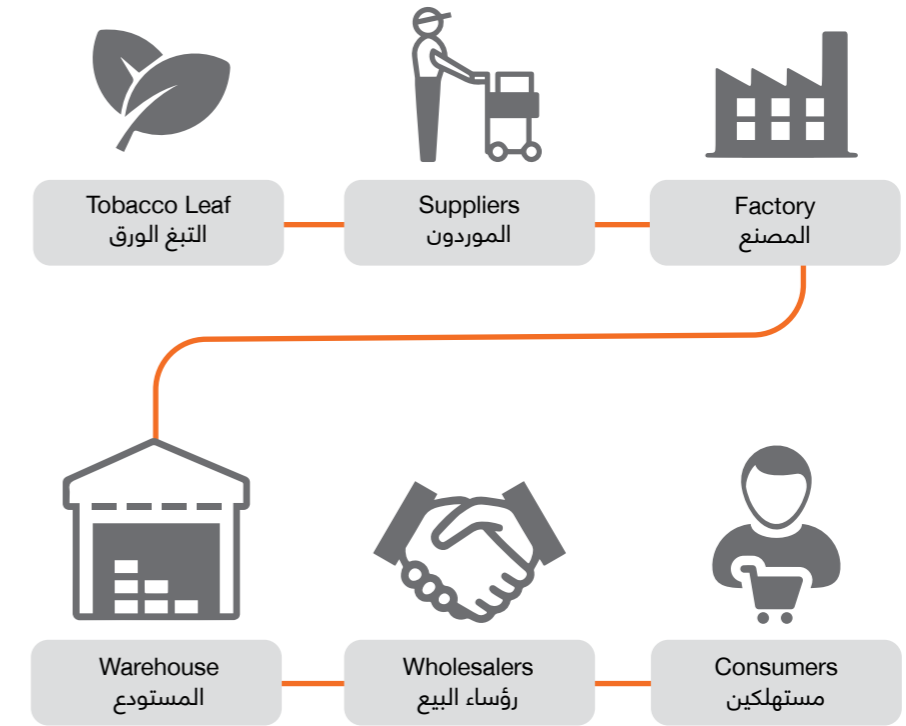 Tobacco Leaf
التبغ الورق
Suppliers
الموردون
Factory
المصنع
Warehouse
المستودع
Wholesalers
رؤساء البيع
Consumers
مستهلكين